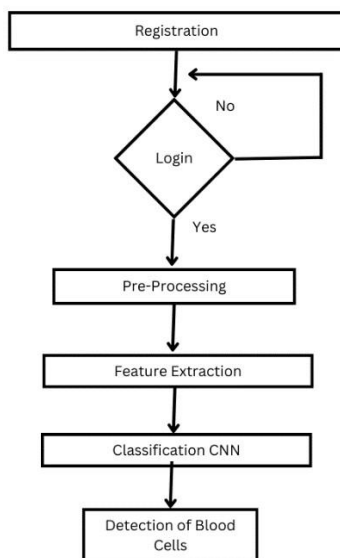 Registration
No
Login
Yes
Pre-Processing
Feature Extraction
Classification CNN
Detection of Blood
Cells